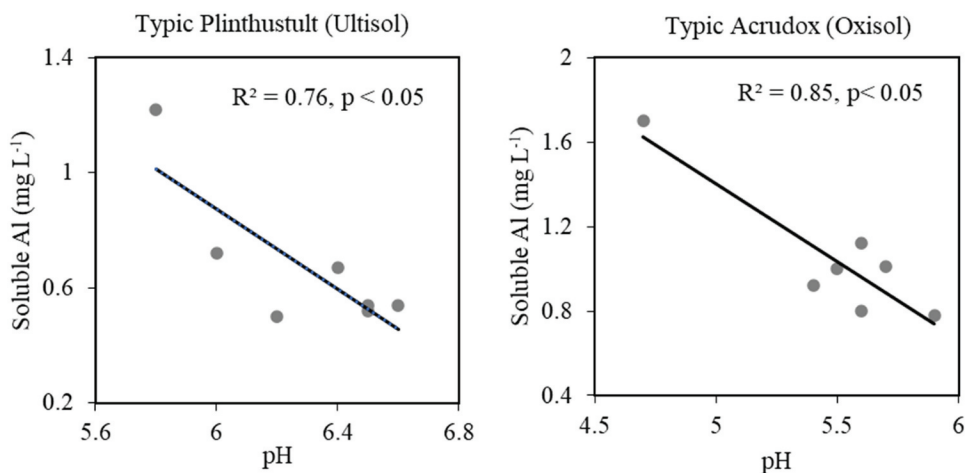 Typic Plinthustult (Ultisol)
R² = 0.76, p < 0.05
Soluble Al (mg L⁻¹)
1.4
1
0.6
0.2
5.6 6 6.4 6.8
pH
Typic Acrudox (Oxisol)
R² = 0.85, p< 0.05
Soluble Al (mg L⁻¹)
2
1.6
1.2
0.8
0.4
4.5 5 5.5 6
pH